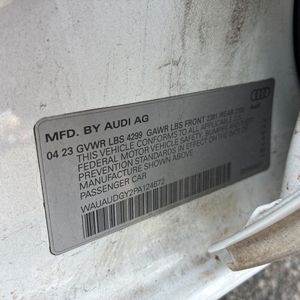 MFD. BY AUDI AG
Audi
04 23 GVWR LBS 4299 GAWR LBS FRONT 2381 REAR
THIS VEHICLE CONFORMS TO ALL APPLICABLE
FEDERAL MOTOR VEHICLE SAFETY, BUMPER AND
THEFT PREVENTION STANDARDS IN EFFECT ON THE
DATE OF MANUFACTURE SHOWN ABOVE.
PASSENGER CAR
WAUAUDGY2PA124672